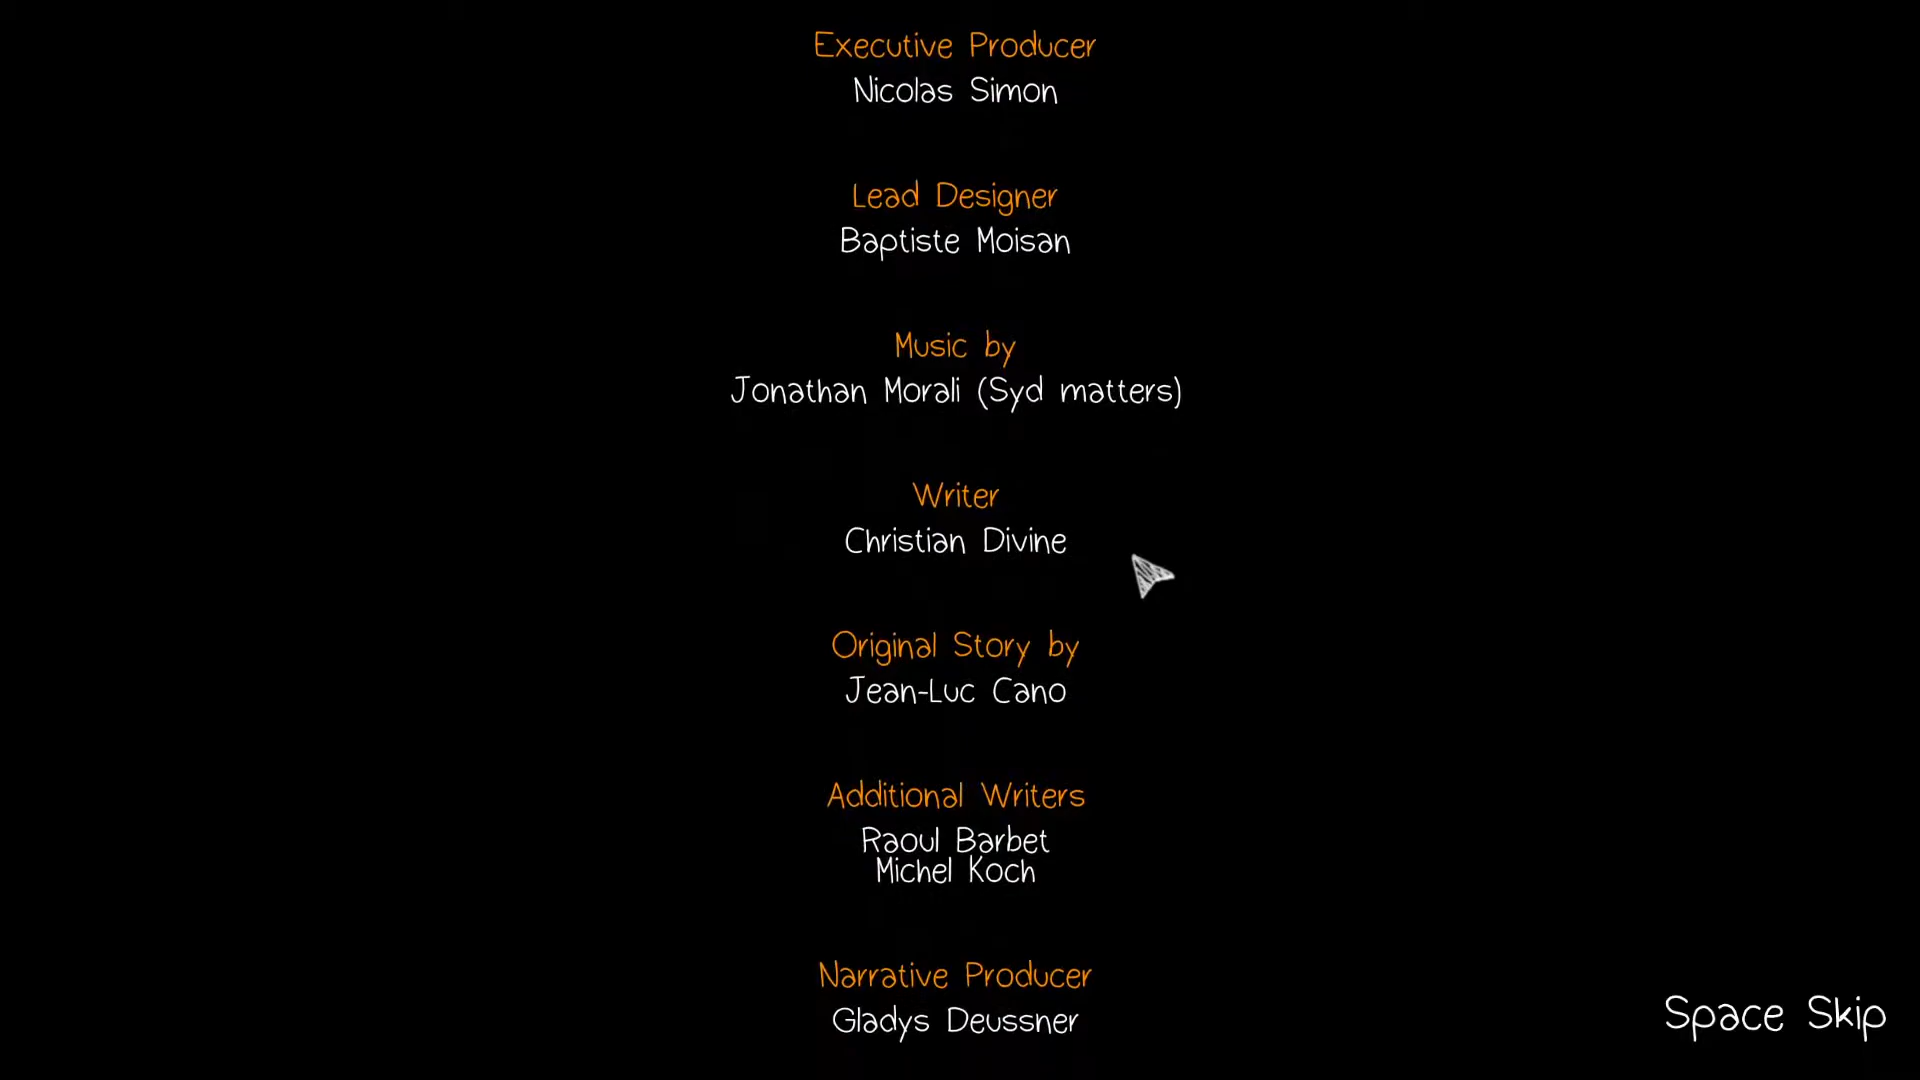 Executive Producer
Nicolas Simon
Lead Designer
Baptiste Moisan
Music by
Jonathan Morali (Syd matters)
Writer
Christian Divine
Original Story by
Jean-Luc Cano
Additional Writers
Raoul Barbet
Michel Koch
Narrative Producer
Gladys Deussner
Space Skip